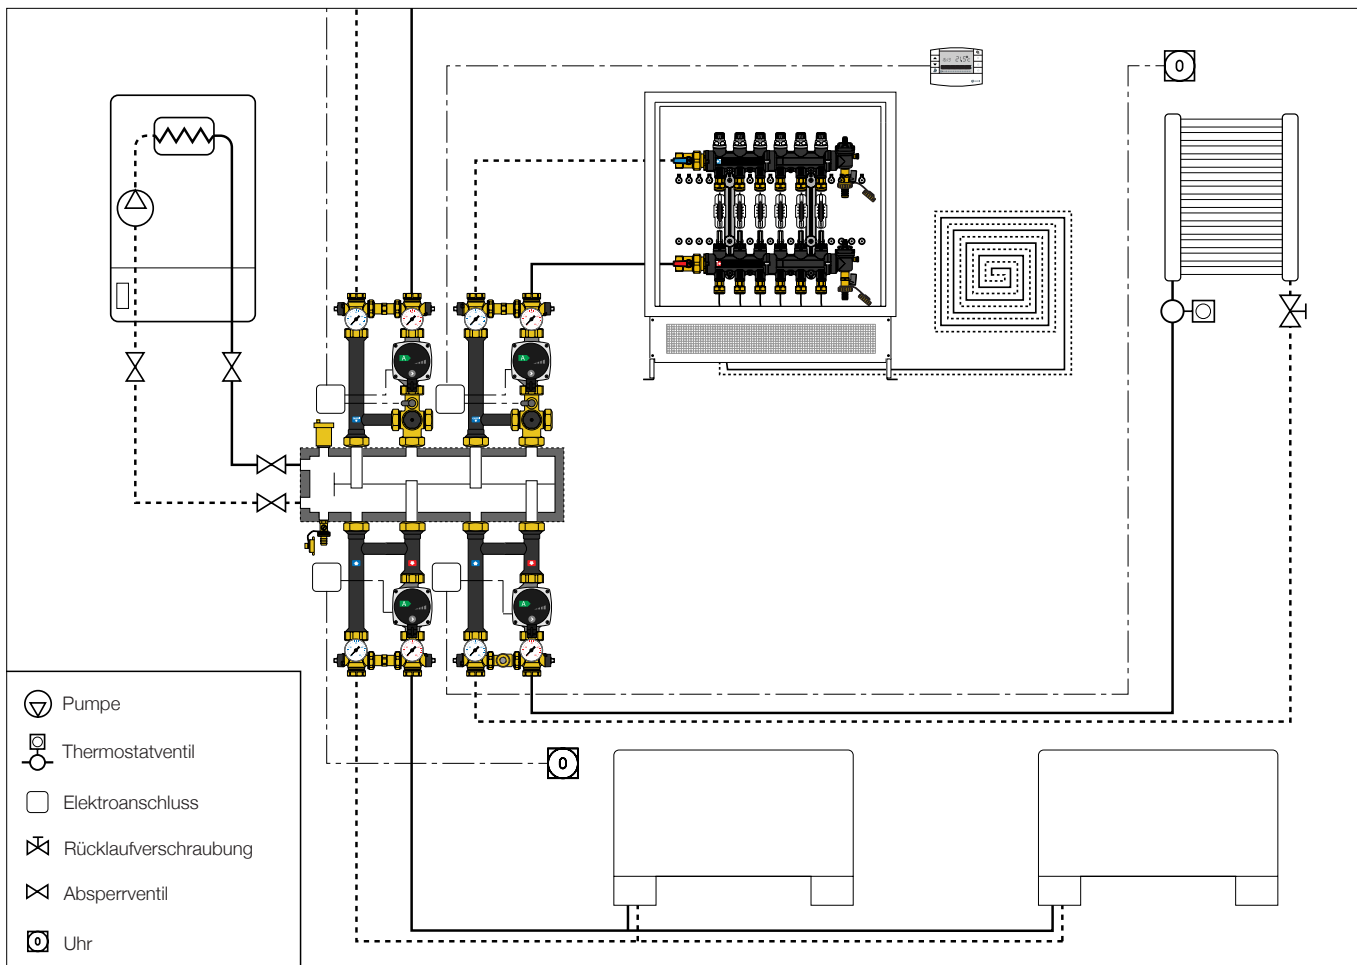 Pumpe
Thermostatventil
Elektroanschluss
Rücklaufverschraubung
Absperrventil
Uhr